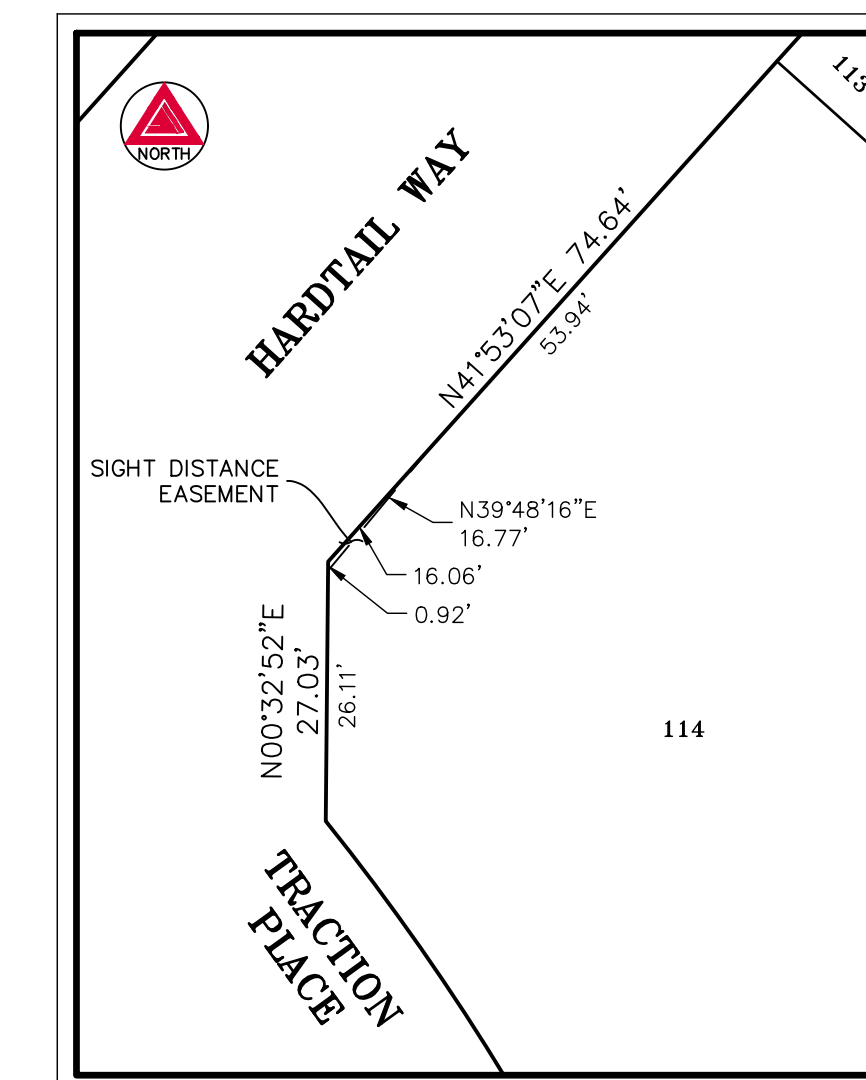 113
NORTH
HARDTAIL WAY
N41°53'07"E 74.64'
53.94'
SIGHT DISTANCE
EASEMENT
N39°48'16"E
16.77'
16.06'
0.92'
N00°32'52"E
27.03'
26.11'
114
TRACTION
PLACE